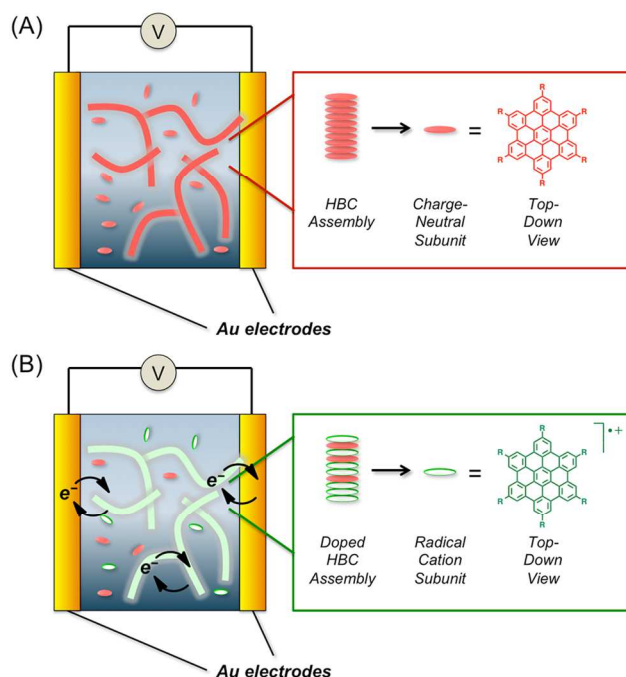 (A)
V
R
R
R
R
R
R
=
HBC
Assembly
Charge-
Neutral
Subunit
Top-
Down
View
Au electrodes
(B)
V
e–
e–
e–
R
R
R
R
R
R
•+
=
Doped
HBC
Assembly
Radical
Cation
Subunit
Top-
Down
View
Au electrodes